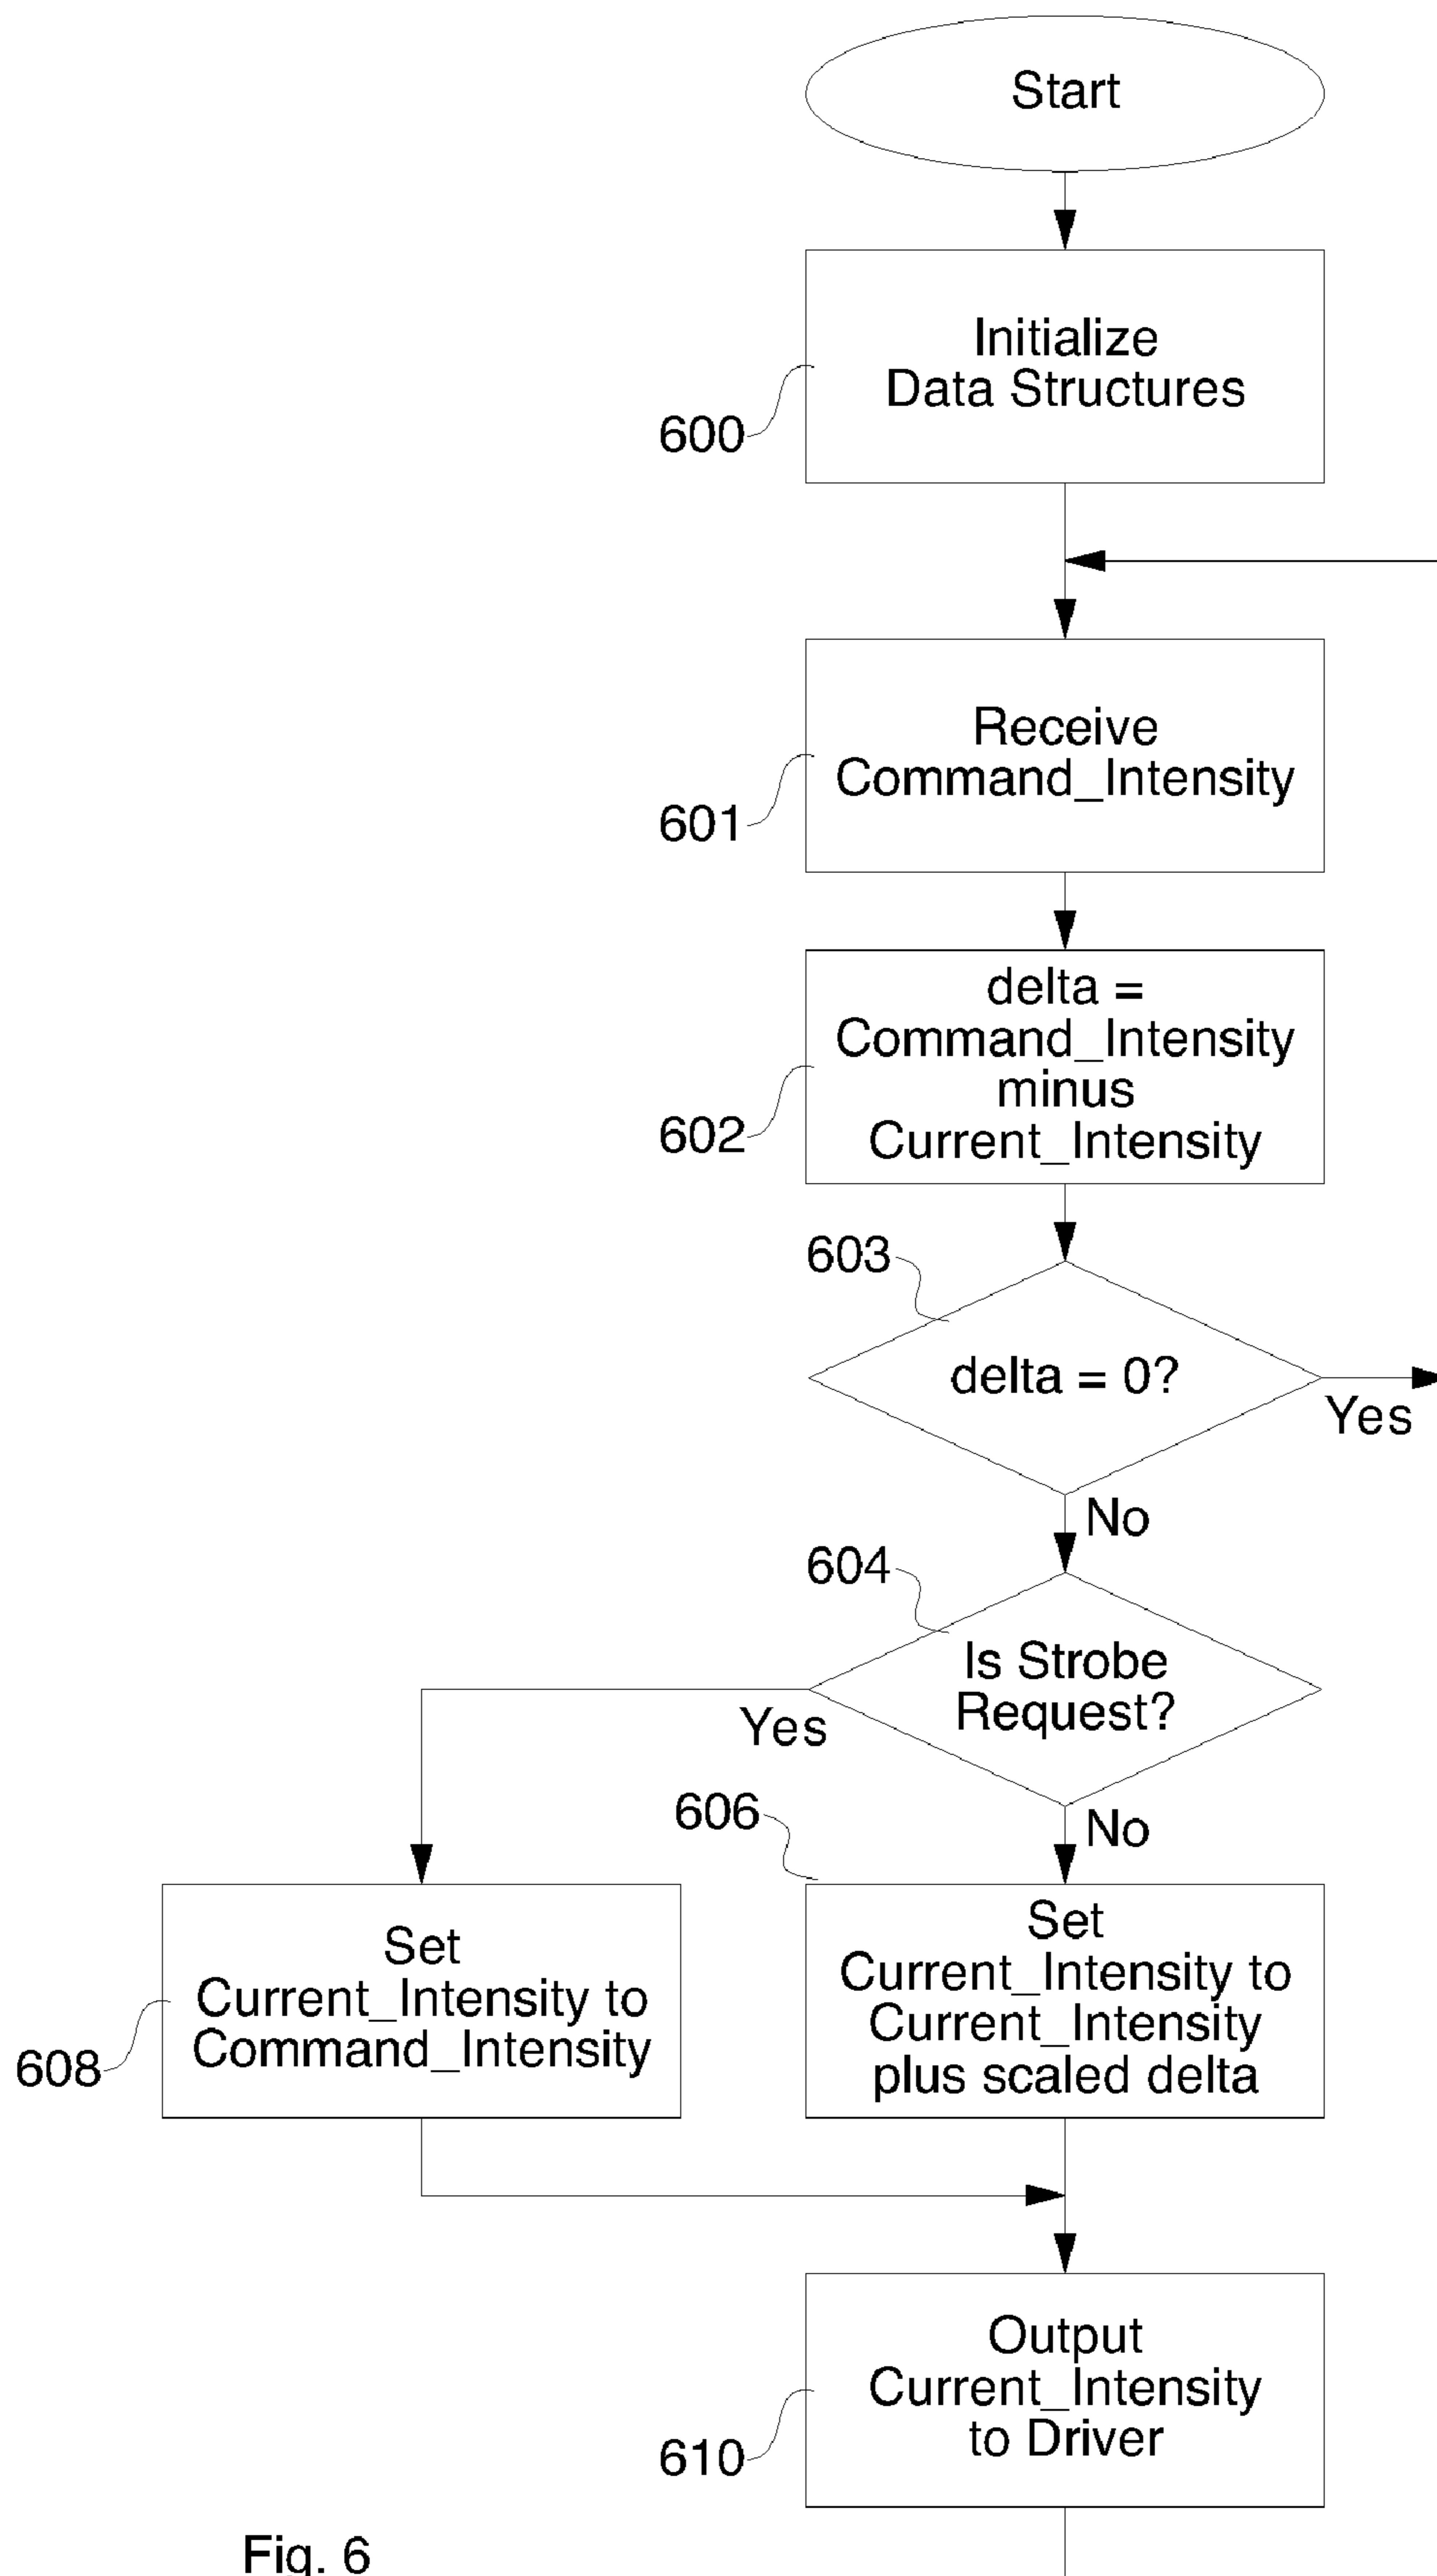 Start
Initialize
Data Structures
600
Receive
Command_Intensity
601
delta =
Command_Intensity
minus
Current_Intensity
602
603
delta = 0?
Yes
No
604
Is Strobe
Request?
Yes
No
606
Set
Current_Intensity to
Command_Intensity
608
Set
Current_Intensity to
Current_Intensity
plus scaled delta
Output
Current_Intensity
to Driver
610
Fig. 6